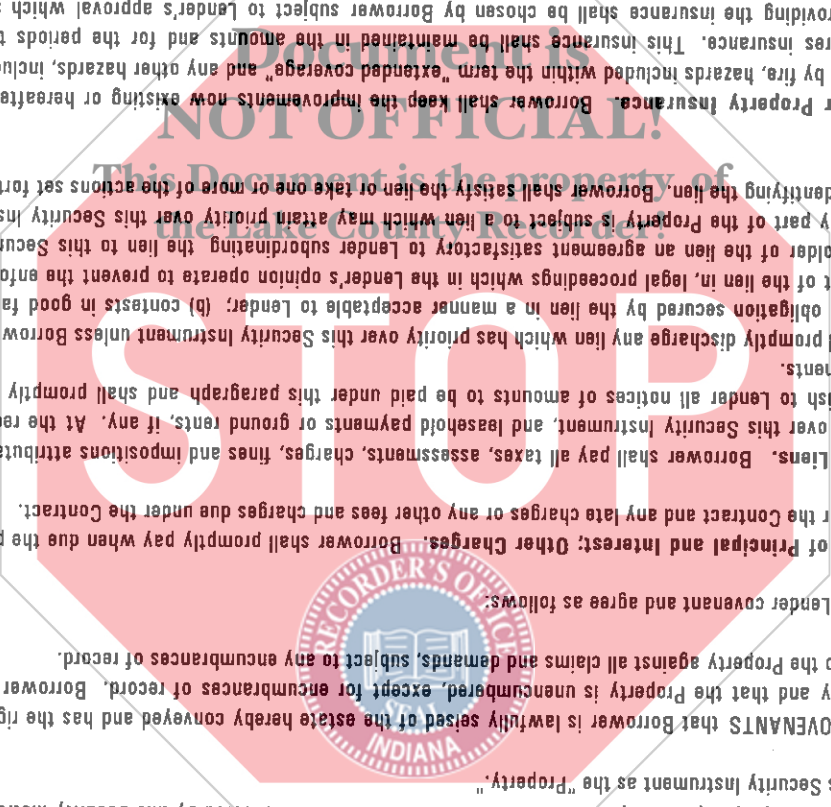 s Security Instrument as the "Property."
OVENANTS that Borrower is lawfully seised of the estate hereby conveyed and has the rig
y and that the Property is unencumbered, except for encumbrances of record. Borrower
o the Property against all claims and demands, subject to any encumbrances of record.
Lender covenant and agree as follows:
of Principal and Interest; Other Charges. Borrower shall promptly pay when due the p
r the Contract and any late charges or any other fees and charges due under the Contract.
Liens. Borrower shall pay all taxes, assessments, charges, fines and impositions attributa
over this Security Instrument, and leasehold payments or ground rents, if any. At the req
ish to Lender all notices of amounts to be paid under this paragraph and shall promptly
nents.
l promptly discharge any lien which has priority over this Security Instrument unless Borrow
obligation secured by the lien in a manner acceptable to Lender; (b) contests in good fa
t of the lien in, legal proceedings which in the Lender's opinion operate to prevent the enfo
older of the lien an agreement satisfactory to Lender subordinating the lien to this Secur
y part of the Property is subject to a lien which may attain priority over this Security Ins
dentifying the lien. Borrower shall satisfy the lien or take one or more of the actions set fort
r Property Insurance. Borrower shall keep the improvements now existing or hereafte
by fire, hazards included within the term "extended coverage" and any other hazards, includ
res insurance. This insurance shall be maintained in the amounts and for the periods t
roviding the insurance shall be chosen by Borrower subject to Lender's approval which s
Document is
NOT OFFICIAL!
This Document is the property of
the Lake County Recorder!
STOP
RECORDER'S OFFICE
SEAL
INDIANA